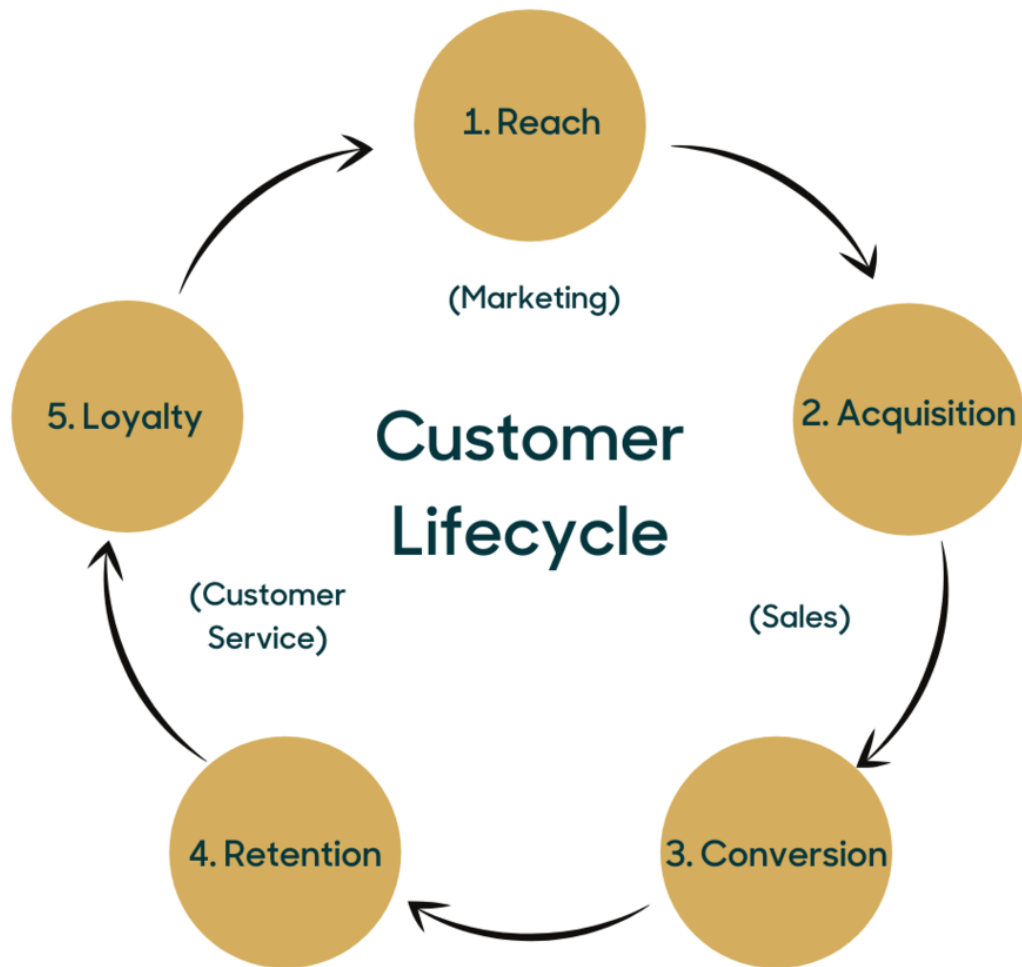 1. Reach
(Marketing)
2. Acquisition
(Sales)
3. Conversion
4. Retention
(Customer
Service)
5. Loyalty
Customer
Lifecycle